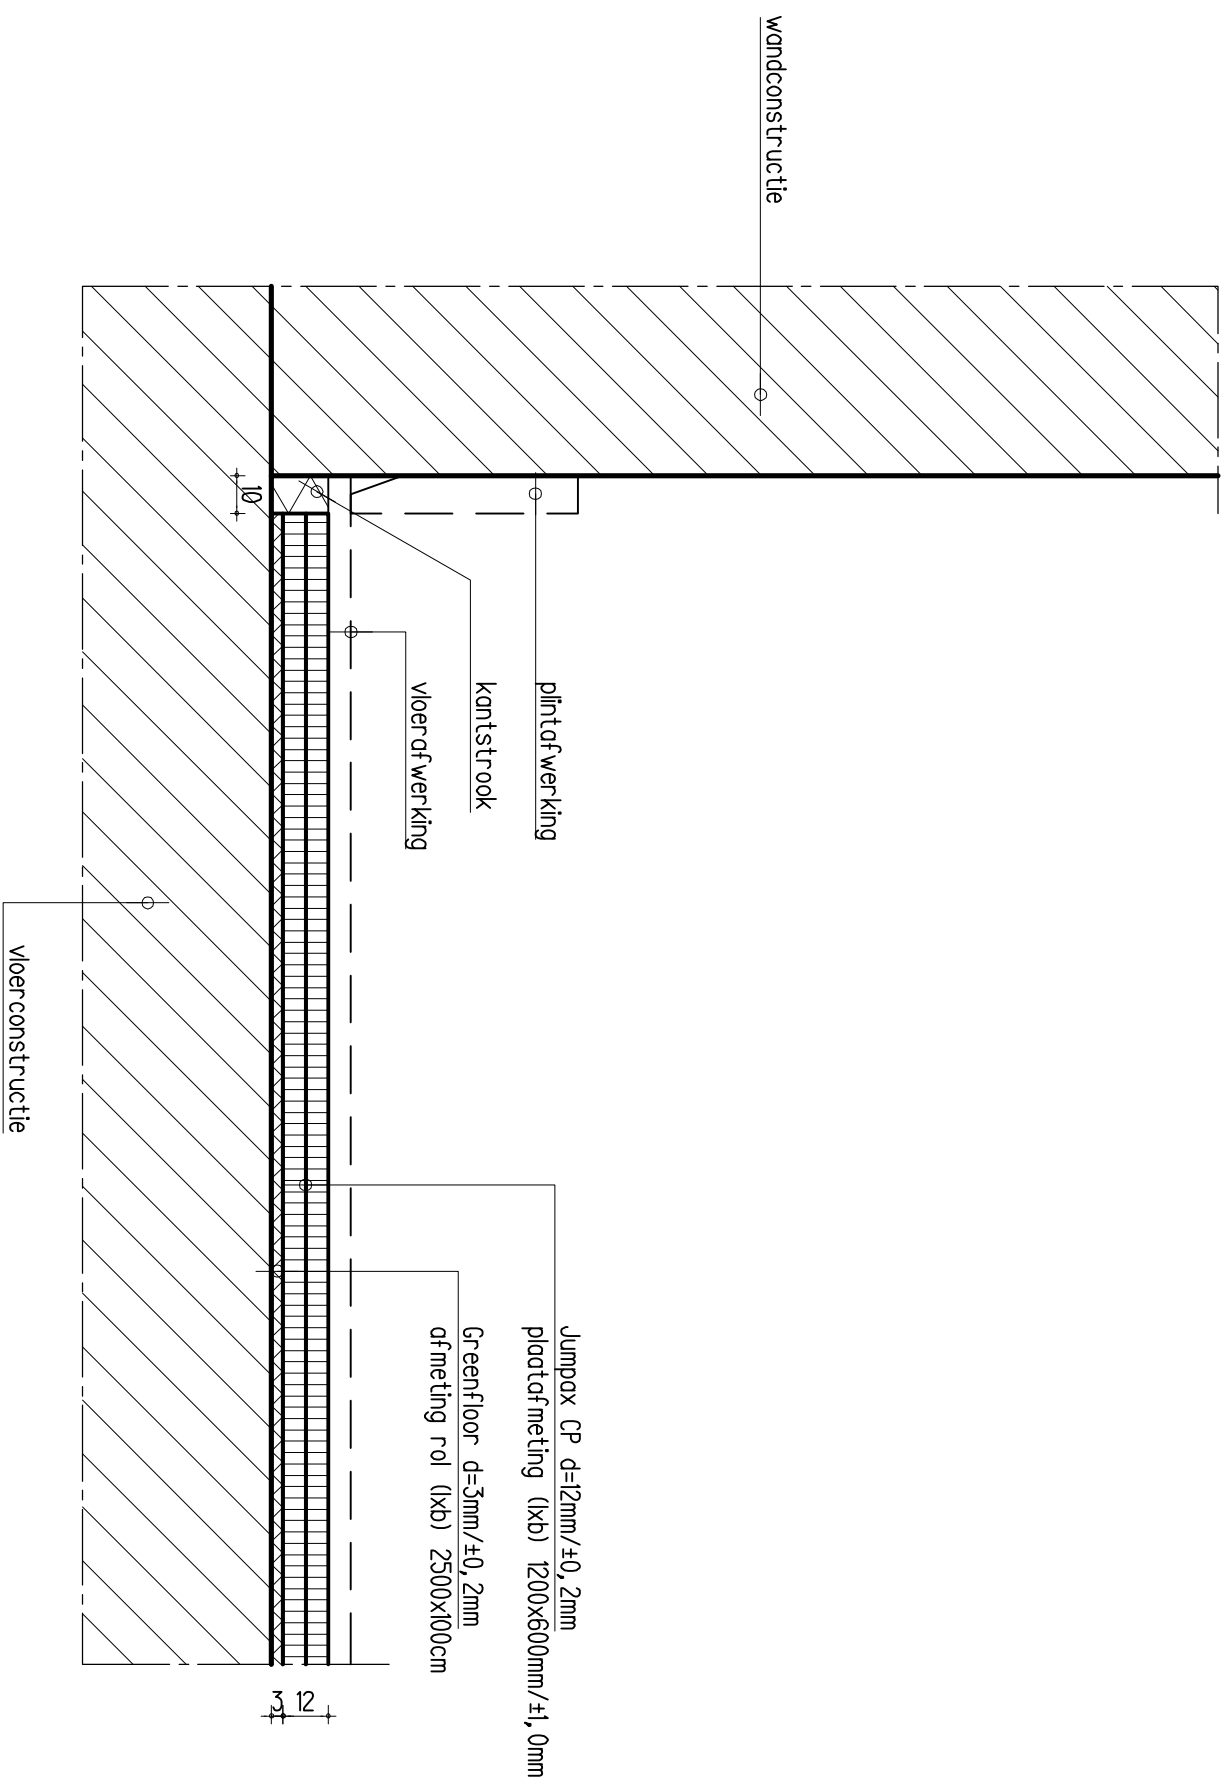 wandconstructie
plintafwerking
kantstrook
vloerafwerking
10
Jumpax CP d=12mm/±0,2mm
plaatafmeting (lxb) 1200x600mm/±1,0mm
Greenfloor d=3mm/±0,2mm
afmeting rol (lxb) 2500x100cm
12
3
vloerconstructie